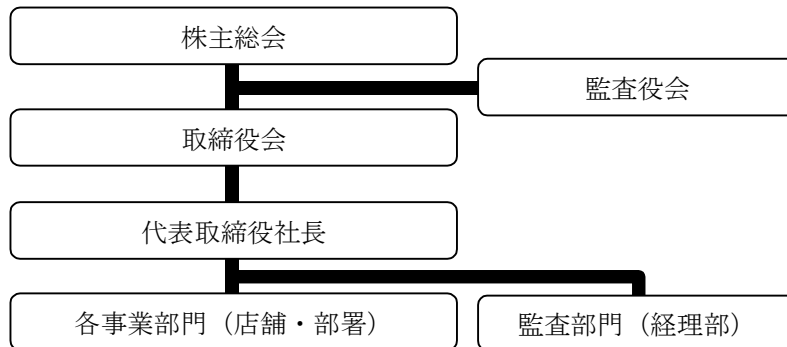 株主総会
監査役会
取締役会
代表取締役社長
各事業部門（店舗・部署）
監査部門（経理部）